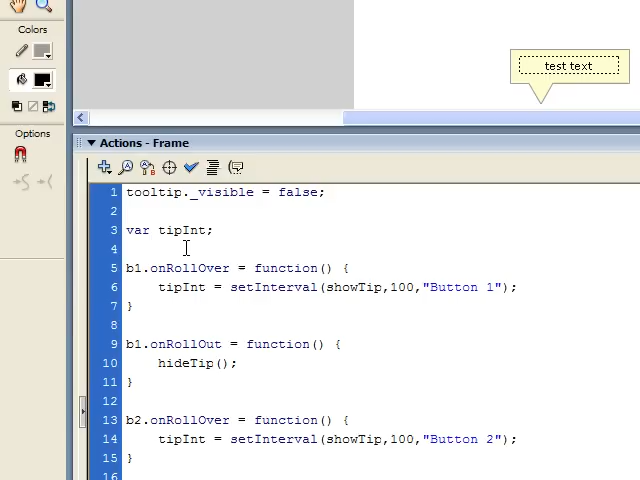 Colors
test text
Options
Actions - Frame
1 tooltip._visible = false;
2
3 var tipInt;
4
5 b1.onRollOver = function() {
6 tipInt = setInterval(showTip,100,"Button 1");
7 }
8
9 b1.onRollOut = function() {
10 hideTip();
11 }
12
13 b2.onRollOver = function() {
14 tipInt = setInterval(showTip,100,"Button 2");
15 }
16